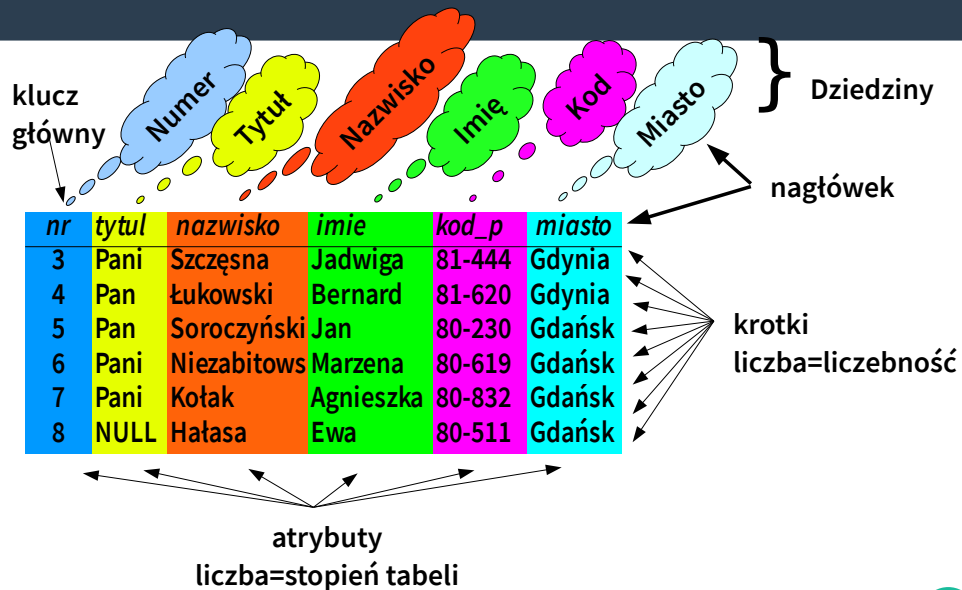 Numer
Tytuł
Nazwisko
Imię
Kod
Miasto
}
Dziedziny
klucz
główny
nagłówek
nr tytul nazwisko imie kod_p miasto
3 Pani Szczęsna Jadwiga 81-444 Gdynia
4 Pan Łukowski Bernard 81-620 Gdynia
5 Pan Soroczyński Jan 80-230 Gdańsk
6 Pani Niezabitows Marzena 80-619 Gdańsk
7 Pani Kołak Agnieszka 80-832 Gdańsk
8 NULL Hałasa Ewa 80-511 Gdańsk
krotki
liczba=liczebność
atrybuty
liczba=stopień tabeli